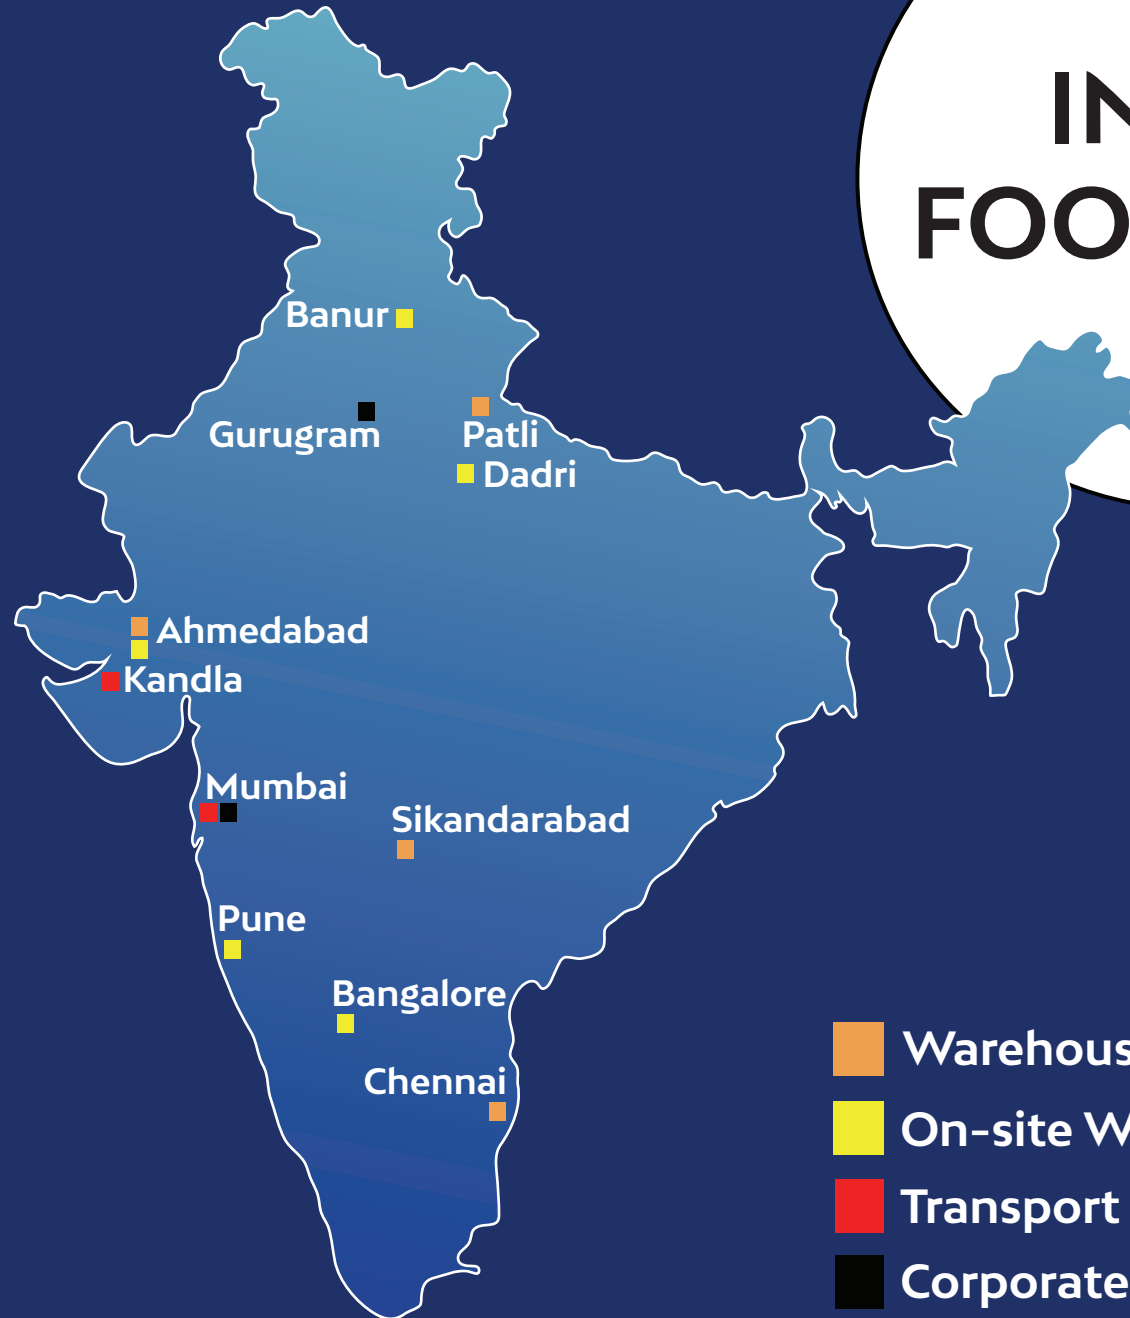 IN
FOO
Banur
Gurugram
Patli
Dadri
Ahmedabad
Kandla
Mumbai
Sikandarabad
Pune
Bangalore
Chennai
Warehous
On-site W
Transport
Corporate